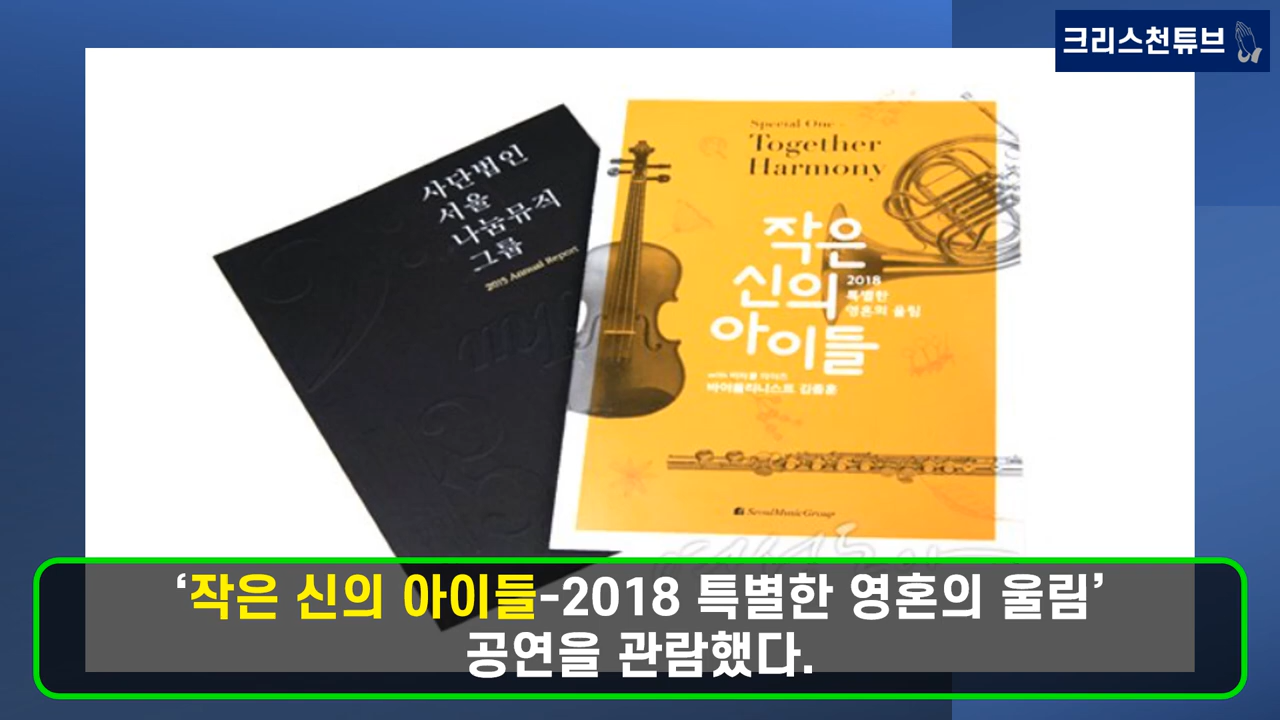 크리스천튜브
사단법인
서울
나눔뮤직
그룹
2015 Annual Report
Special One
Together
Harmony
작은
신의
아이들
2018
특별한
영혼의 울림
바이올리니스트 김종훈
SeoulMusicGroup
‘작은 신의 아이들-2018 특별한 영혼의 울림’
공연을 관람했다.